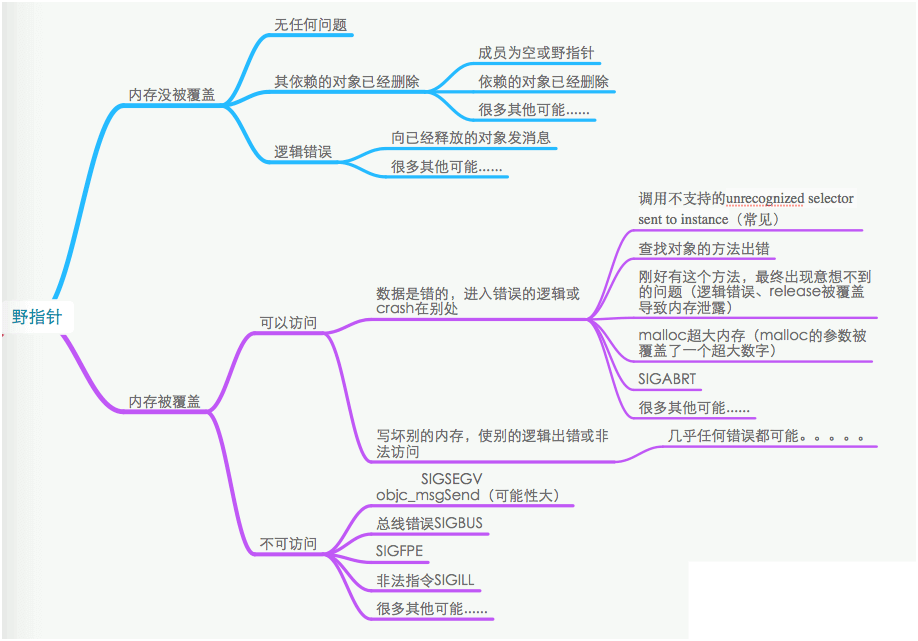 无任何问题
成员为空或野指针
其依赖的对象已经删除
依赖的对象已经删除
内存没被覆盖
很多其他可能......
向已经释放的对象发消息
逻辑错误
很多其他可能......
野指针
调用不支持的unrecognized selector
sent to instance（常见）
查找对象的方法出错
刚好有这个方法，最终出现意想不到
的问题（逻辑错误、release被覆盖
导致内存泄露）
数据是错的，进入错误的逻辑或
crash在别处
可以访问
malloc超大内存（malloc的参数被
覆盖了一个超大数字）
SIGABRT
很多其他可能......
内存被覆盖
写坏别的内存，使别的逻辑出错或非
法访问
几乎任何错误都可能。。。。。
SIGSEGV
objc_msgSend（可能性大）
总线错误SIGBUS
不可访问
SIGFPE
非法指令SIGILL
很多其他可能......